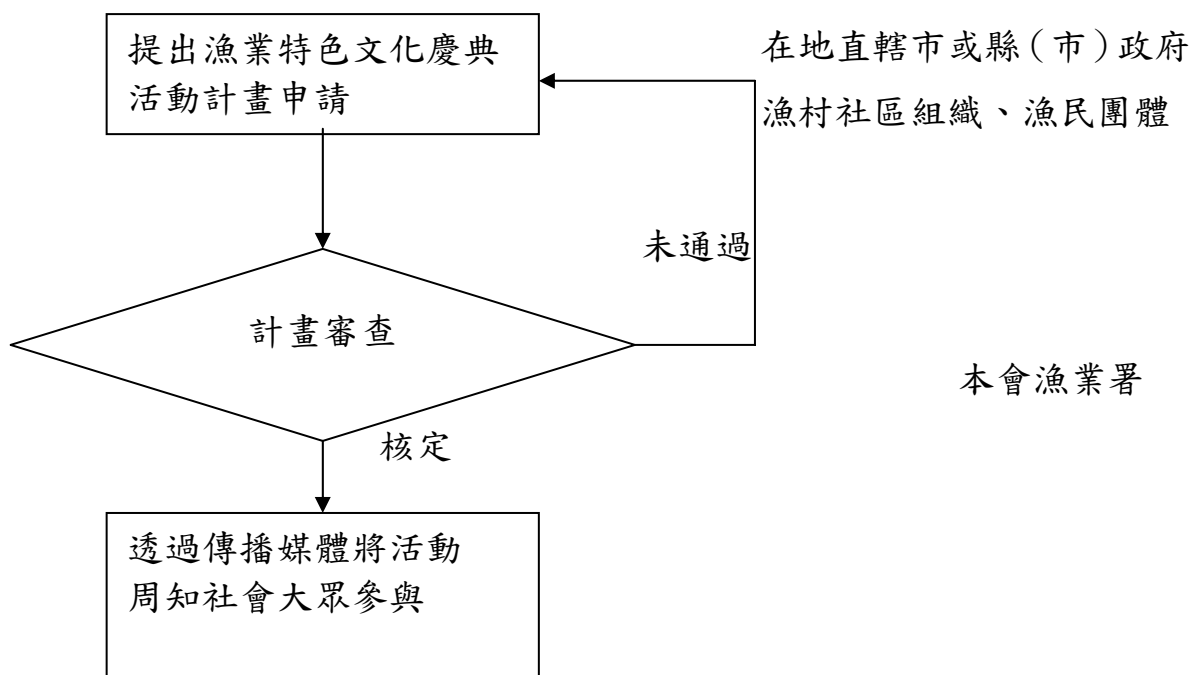 提出漁業特色文化慶典
活動計畫申請
在地直轄市或縣（市）政府
漁村社區組織、漁民團體
未通過
計畫審查
本會漁業署
核定
透過傳播媒體將活動
周知社會大眾參與